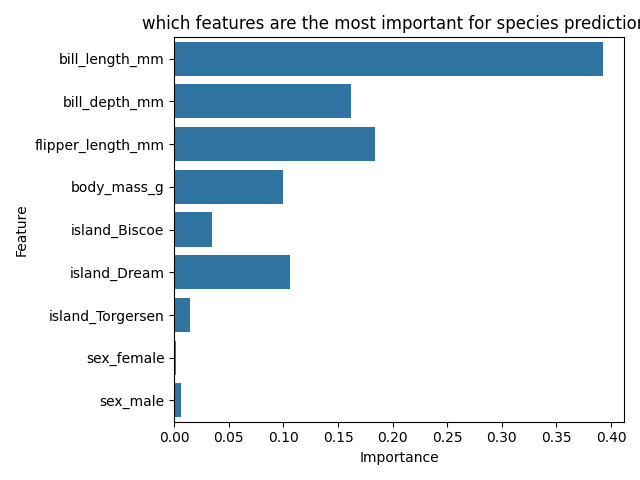 which features are the most important for species prediction
bill_length_mm
bill_depth_mm
flipper_length_mm
body_mass_g
island_Biscoe
island_Dream
island_Torgersen
sex_female
sex_male
Feature
0.00 0.05 0.10 0.15 0.20 0.25 0.30 0.35 0.40
Importance